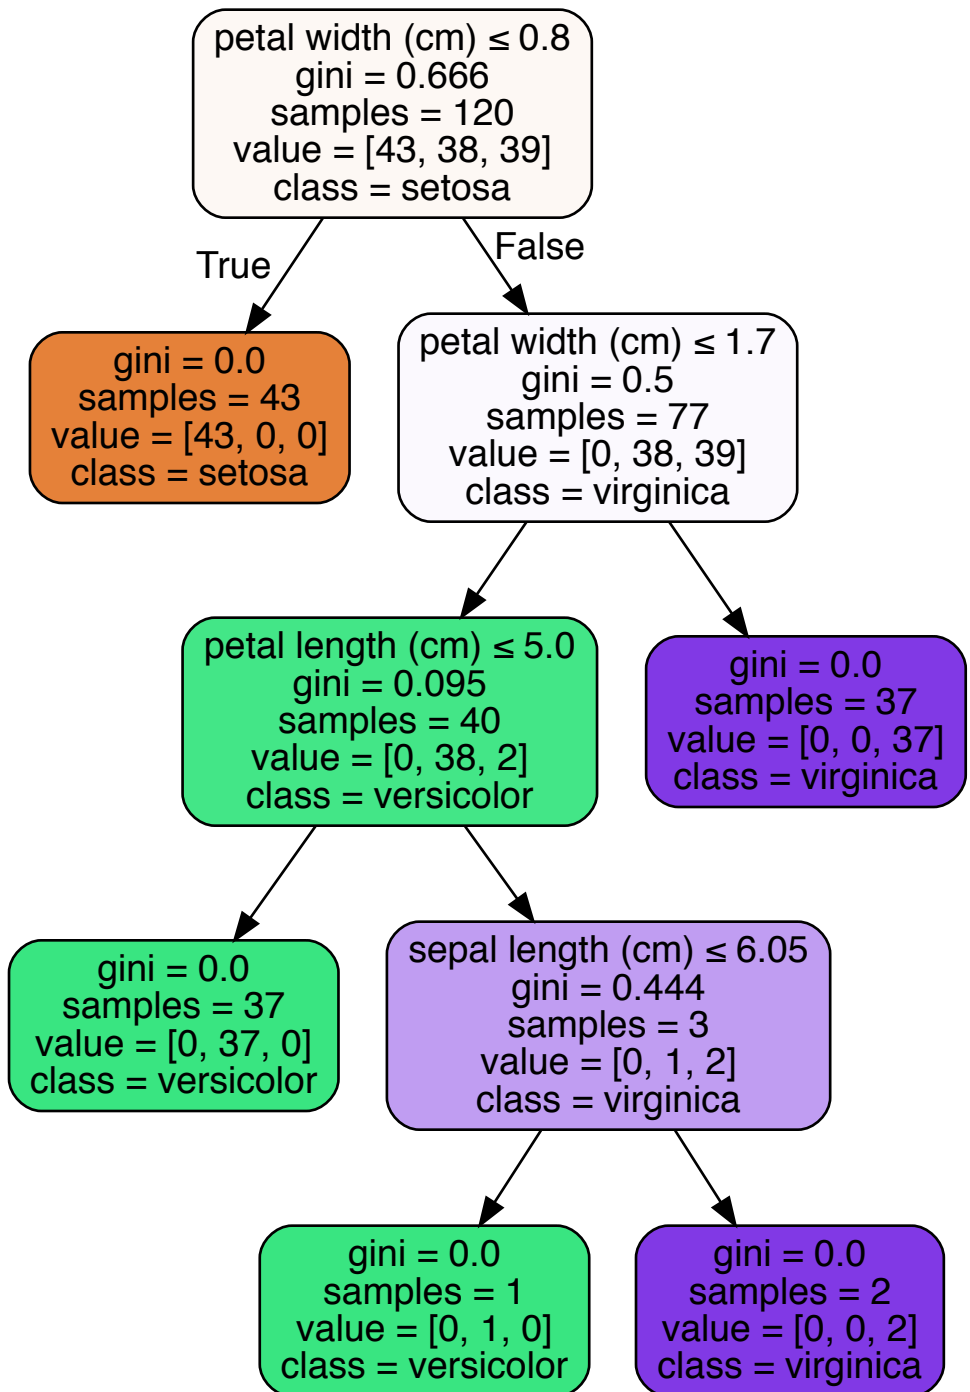 petal width (cm) ≤ 0.8
gini = 0.666
samples = 120
value = [43, 38, 39]
class = setosa
True
False
gini = 0.0
samples = 43
value = [43, 0, 0]
class = setosa
petal width (cm) ≤ 1.7
gini = 0.5
samples = 77
value = [0, 38, 39]
class = virginica
petal length (cm) ≤ 5.0
gini = 0.095
samples = 40
value = [0, 38, 2]
class = versicolor
gini = 0.0
samples = 37
value = [0, 0, 37]
class = virginica
gini = 0.0
samples = 37
value = [0, 37, 0]
class = versicolor
sepal length (cm) ≤ 6.05
gini = 0.444
samples = 3
value = [0, 1, 2]
class = virginica
gini = 0.0
samples = 1
value = [0, 1, 0]
class = versicolor
gini = 0.0
samples = 2
value = [0, 0, 2]
class = virginica